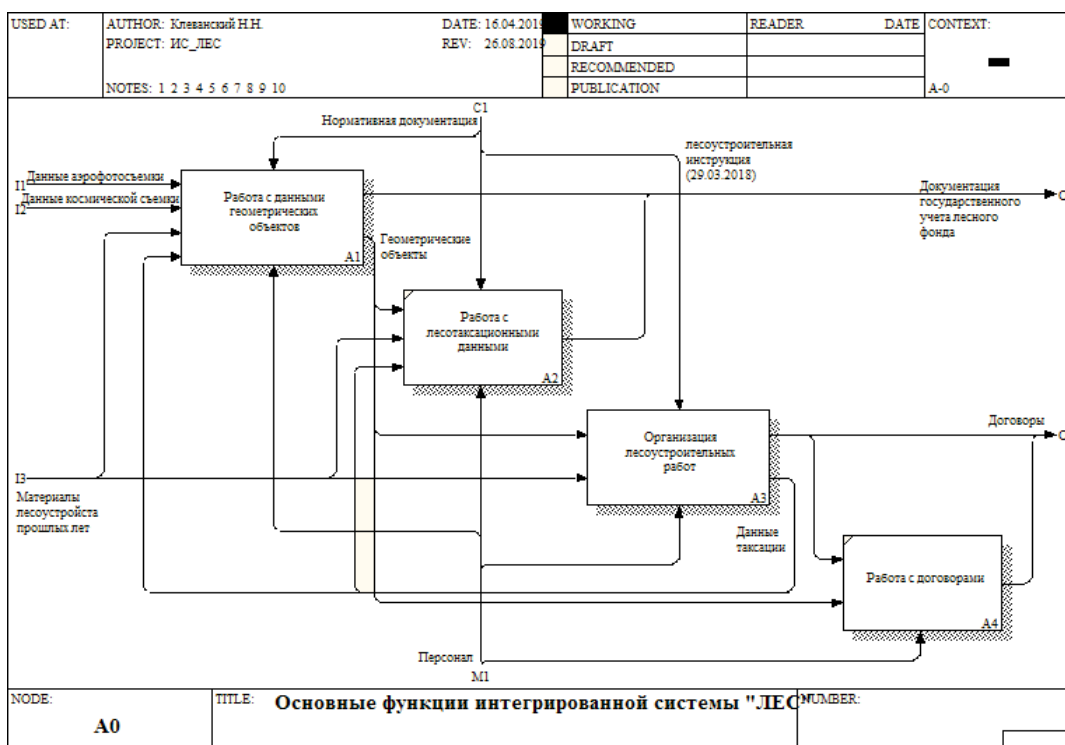 USED AT:
AUTHOR: Клеванский Н.Н.
DATE: 16.04.2019
PROJECT: ИС_ЛЕС
REV: 26.08.2019
NOTES: 1 2 3 4 5 6 7 8 9 10
WORKING
DRAFT
RECOMMENDED
PUBLICATION
READER
DATE
CONTEXT:
A-0
C1
Нормативная документация
лесоустроительная
инструкция
(29.03.2018)
I1
Данные аэрофотосъемки
I2
Данные космической съемки
Работа с данными
геометрических
объектов
A1
Документация
государственного
учета лесного
фонда
Геометрические
объекты
Работа с
лесотаксационными
данными
A2
Организация
лесоустроительных
работ
A3
Договоры
I3
Материалы
лесоустройста
прошлых лет
Данные
таксации
Работа с договорами
A4
Персонал
M1
NODE:
A0
TITLE:
Основные функции интегрированной системы "ЛЕС"
NUMBER: